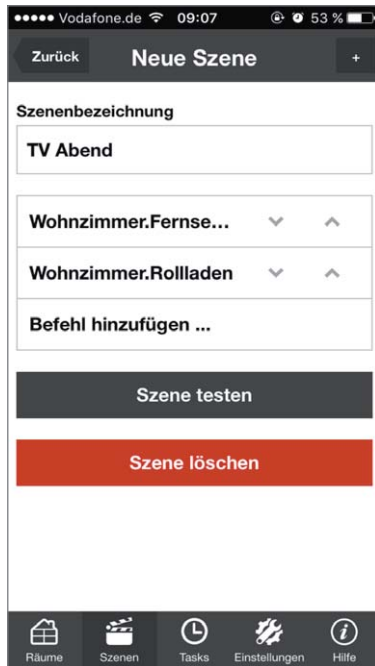 Vodafone.de 09:07 53 %
Zurück Neue Szene +
Szenenbezeichnung
TV Abend
Wohnzimmer.Fernse...
Wohnzimmer.Rollladen
Befehl hinzufügen ...
Szene testen
Szene löschen
Räume Szenen Tasks Einstellungen Hilfe